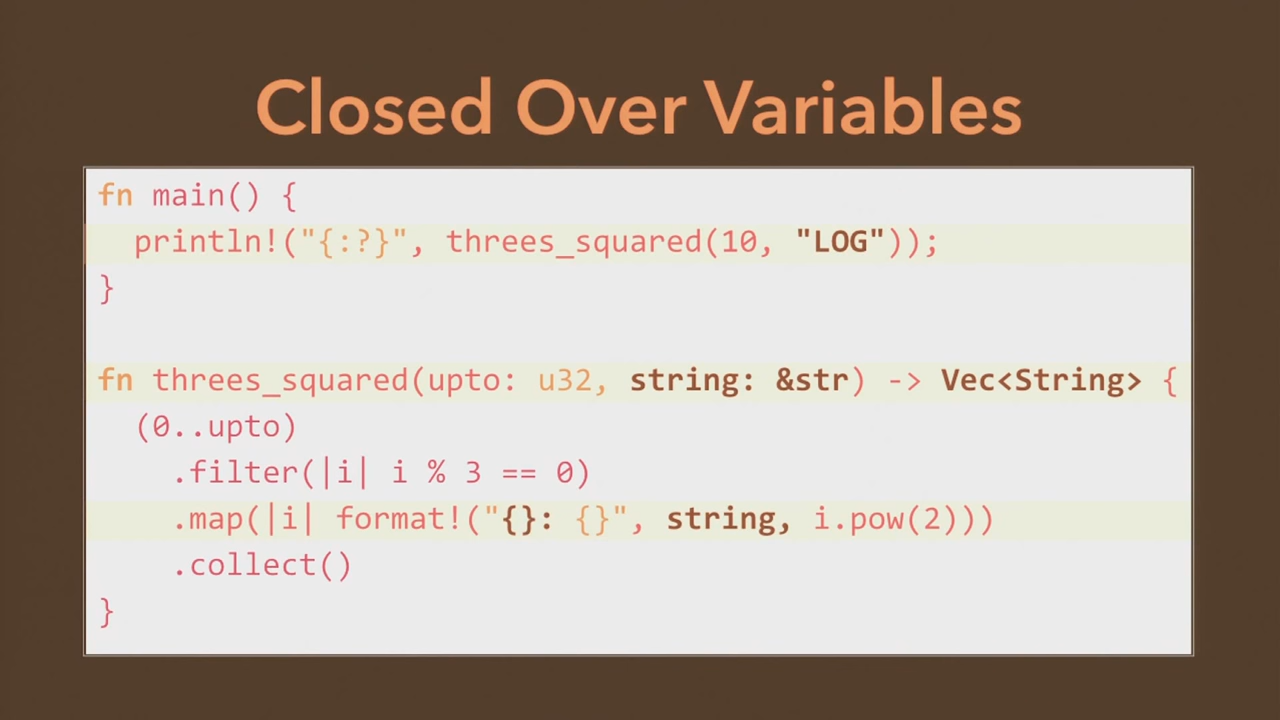 Closed Over Variables
fn main() {
  println!("{:?}", threes_squared(10, "LOG"));
}

fn threes_squared(upto: u32, string: &str) -> Vec<String> {
  (0..upto)
    .filter(|i| i % 3 == 0)
    .map(|i| format!("{}: {}", string, i.pow(2)))
    .collect()
}